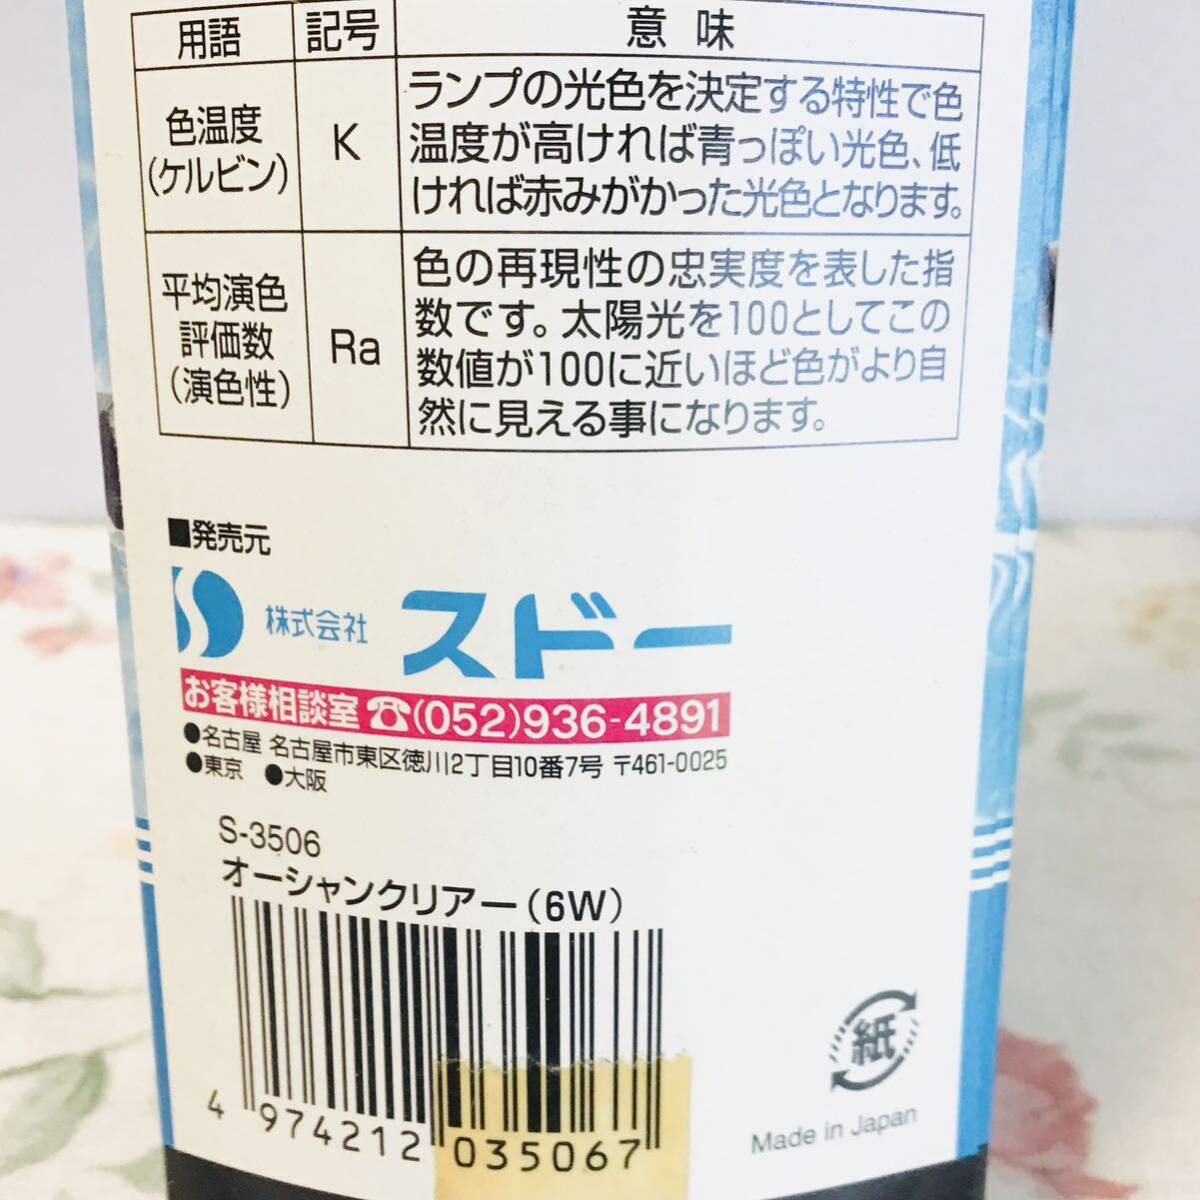 用語 記号 意味
色温度
(ケルビン)
K
ランプの光色を決定する特性で色
温度が高ければ青っぽい光色、低
ければ赤みがかった光色となります。
平均演色
評価数
(演色性)
Ra
色の再現性の忠実度を表した指
数です。太陽光を100としてこの
数値が100に近いほど色がより自
然に見える事になります。
■発売元
株式会社 スドー
お客様相談室☎(052)936-4891
●名古屋 名古屋市東区徳川2丁目10番7号 〒461-0025
●東京 ●大阪
S-3506
オーシャンクリアー(6W)
4 974212 035067
紙
Made in Japan